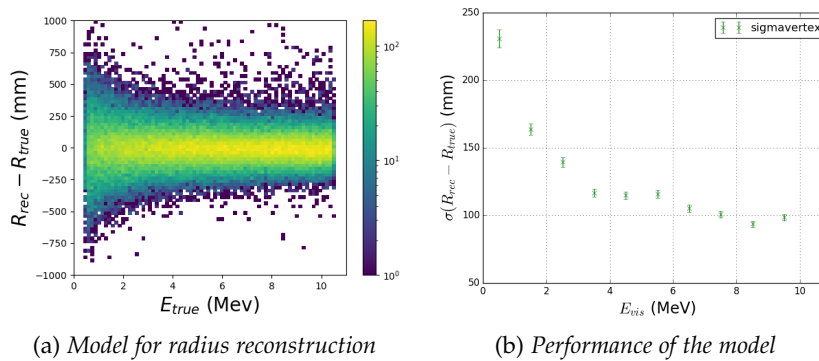 1000
750
500
250
0
−250
−500
−750
−1000
R_rec − R_true (mm)
0 2 4 6 8 10
E_true (Mev)
10^2
10^1
10^0
(a) Model for radius reconstruction
250
200
150
100
50
σ(R_rec − R_true) (mm)
sigmavertex
0 2 4 6 8 10
E_vis (MeV)
(b) Performance of the model